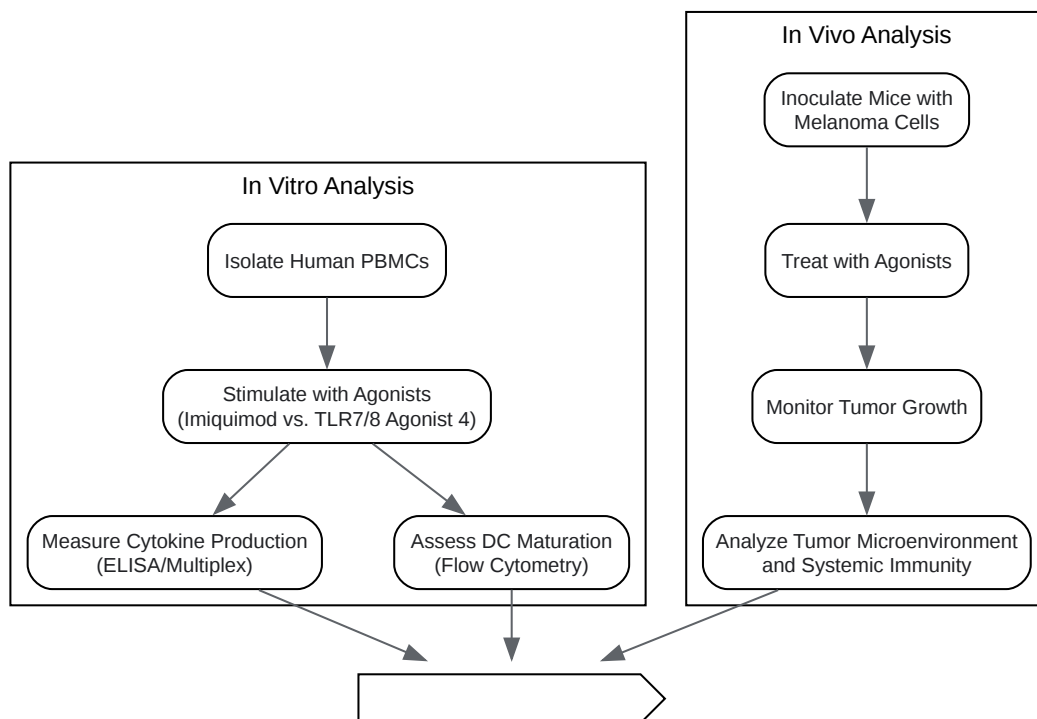 In Vitro Analysis
Isolate Human PBMCs
Stimulate with Agonists
(Imiquimod vs. TLR7/8 Agonist 4)
Measure Cytokine Production
(ELISA/Multiplex)
Assess DC Maturation
(Flow Cytometry)
In Vivo Analysis
Inoculate Mice with
Melanoma Cells
Treat with Agonists
Monitor Tumor Growth
Analyze Tumor Microenvironment
and Systemic Immunity